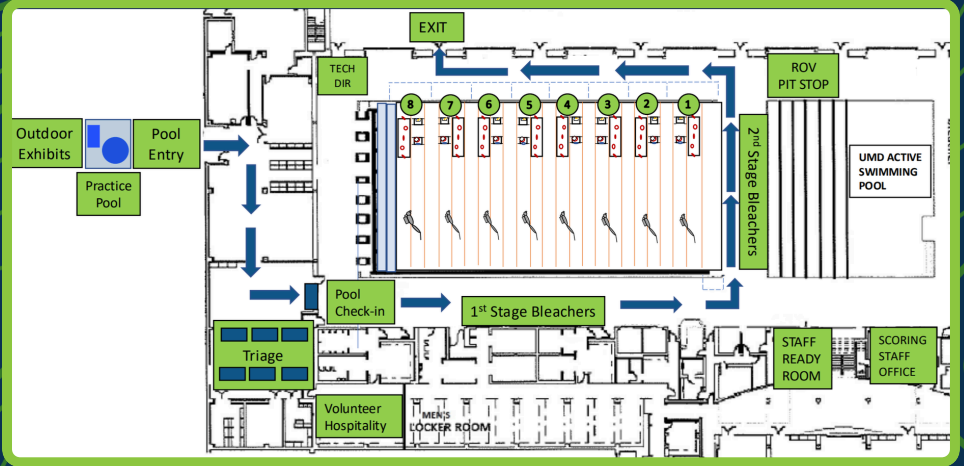 EXIT
TECH
DIR
ROV
PIT STOP
8 7 6 5 4 3 2 1
Outdoor
Exhibits
Pool
Entry
Practice
Pool
2nd Stage Bleachers
UMD ACTIVE
SWIMMING
POOL
Pool
Check-in
1st Stage Bleachers
Triage
STAFF
READY
ROOM
SCORING
STAFF
OFFICE
Volunteer
Hospitality
MEN'S
LOCKER ROOM